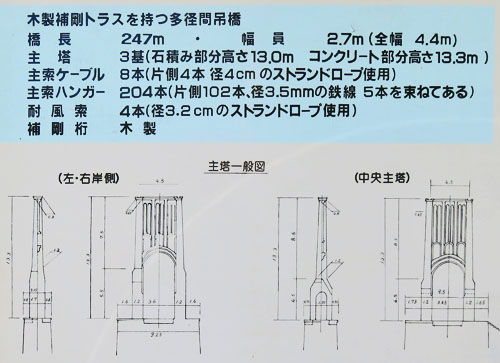 木製補剛トラスを持つ多径間吊橋
橋長 247m ・ 幅員 2.7m(全幅 4.4m)
主塔 3基(石積み部分高さ13.0m コンクリート部分高さ13.3m)
主索ケーブル 8本(片側4本 径4cmのストランドロープ使用)
主索ハンガー 204本(片側102本、径3.5mmの鉄線 5本を束ねてある)
耐風索 4本(径3.2cmのストランドロープ使用)
補剛桁 木製
主塔一般図
(左・右岸側) (中央主塔)